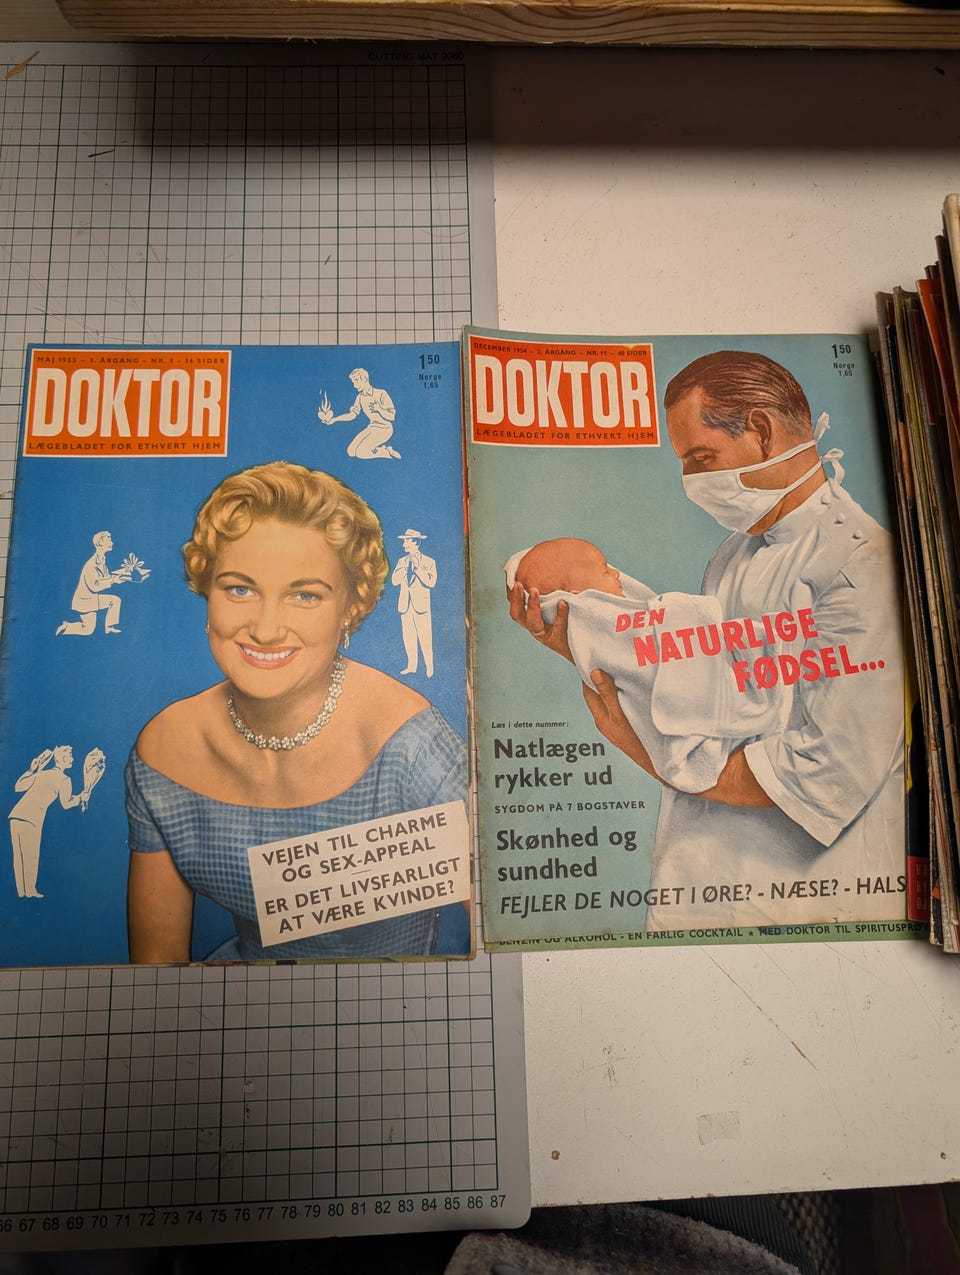 CUTTING MAT 9060
MAJ 1955 - 3. ÅRGANG - NR. 5 - 36 SIDER
DOKTOR
LÆGEBLADET FOR ETHVERT HJEM
1 50
Norge
1,65
VEJEN TIL CHARME
OG SEX-APPEAL
ER DET LIVSFARLIGT
AT VÆRE KVINDE?
DECEMBER 1954 - 2. ÅRGANG - NR. 11 - 40 SIDER
DOKTOR
LÆGEBLADET FOR ETHVERT HJEM
1 50
Norge
1,65
DEN
NATURLIGE
FØDSEL...
Læs i dette nummer:
Natlægen
rykker ud
SYGDOM PÅ 7 BOGSTAVER
Skønhed og
sundhed
FEJLER DE NOGET I ØRE? - NÆSE? - HALS
BENZIN OG ALKOHOL - EN FARLIG COCKTAIL ★ MED DOKTOR TIL SPIRITUSPRØV
66 67 68 69 70 71 72 73 74 75 76 77 78 79 80 81 82 83 84 85 86 87